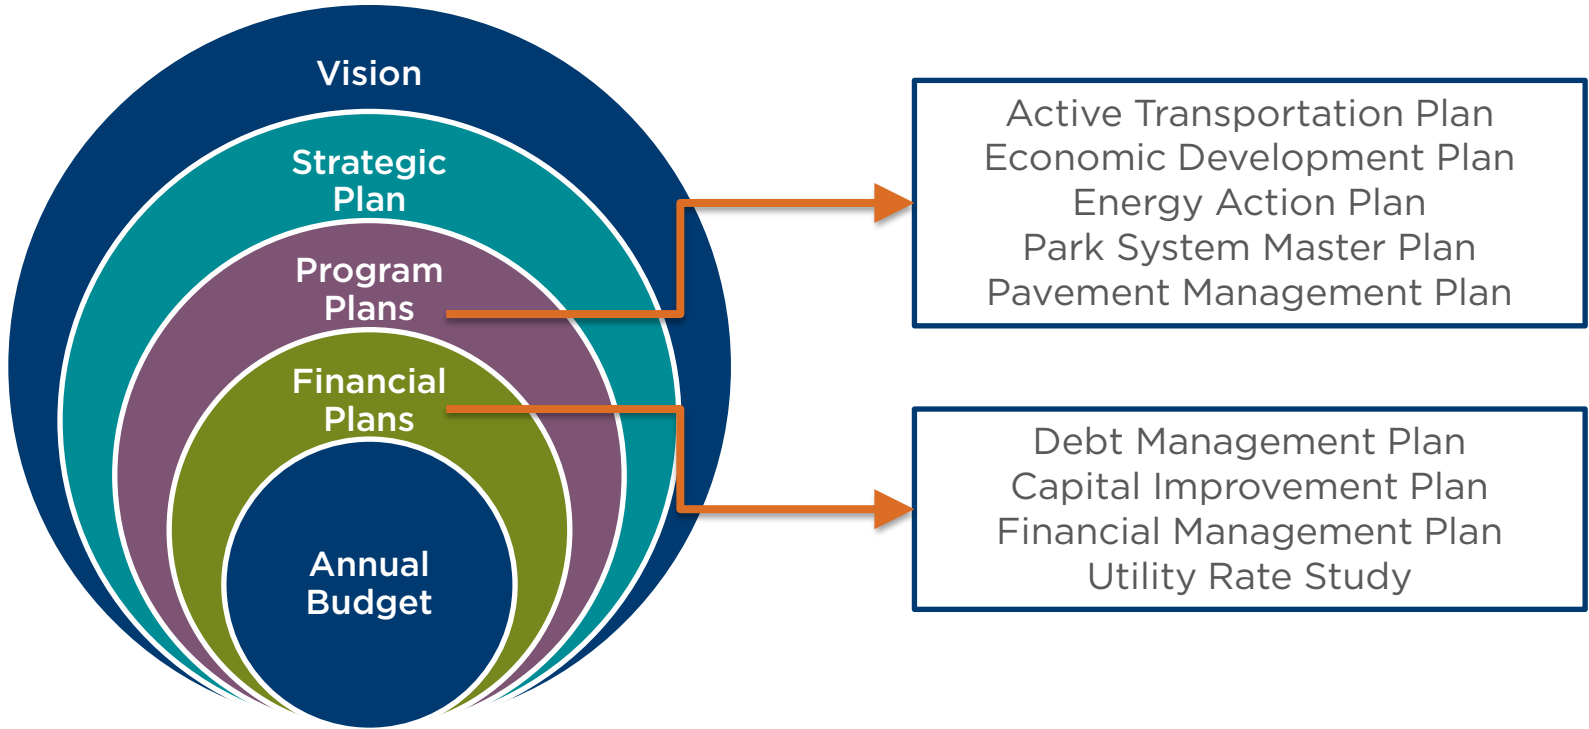 Vision
Strategic
Plan
Program
Plans
Financial
Plans
Annual
Budget
Active Transportation Plan
Economic Development Plan
Energy Action Plan
Park System Master Plan
Pavement Management Plan
Debt Management Plan
Capital Improvement Plan
Financial Management Plan
Utility Rate Study